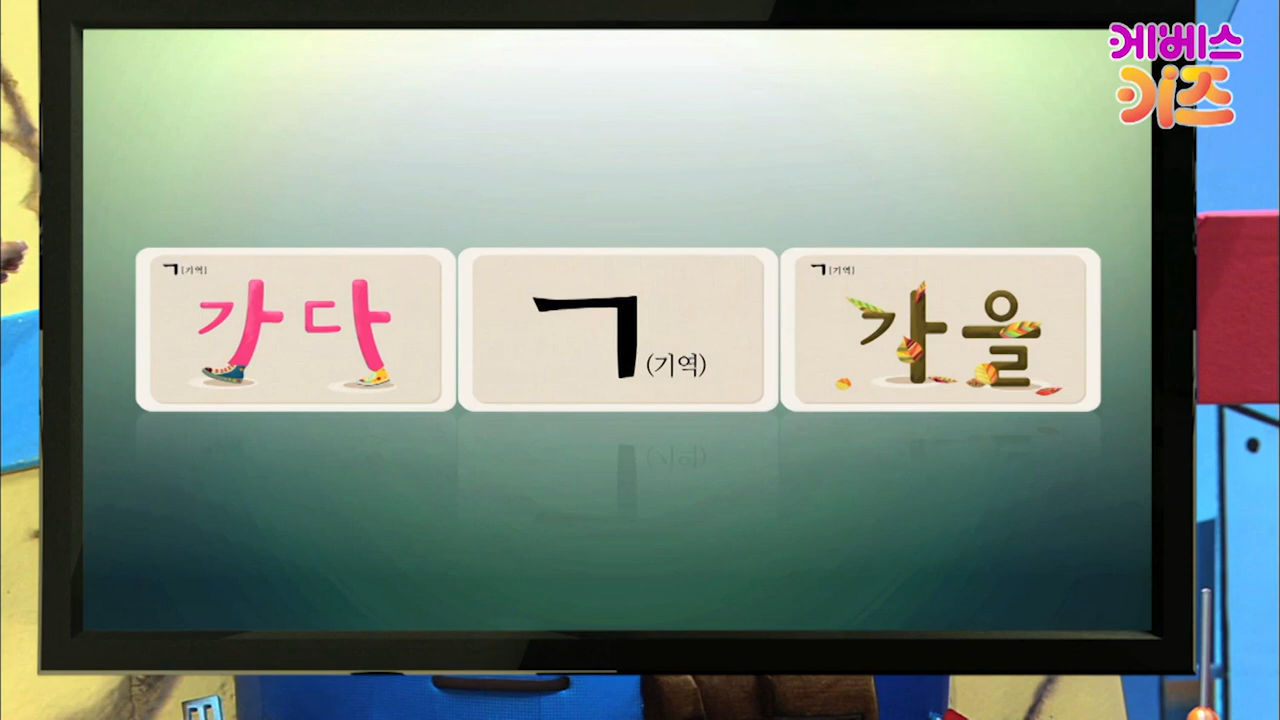 케베스
키즈
ㄱ[기역]
가다
ㄱ
(기역)
ㄱ[기역]
가을